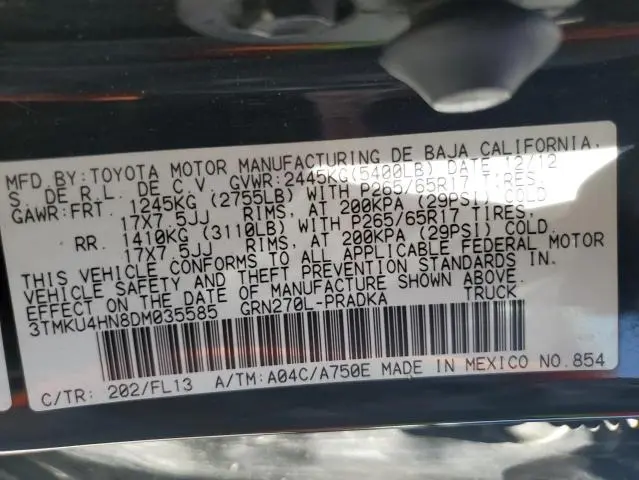 MFD.BY:TOYOTA MOTOR MANUFACTURING DE BAJA CALIFORNIA,
S. DE R.L. DE C.V. GVWR:2445KG(5400LB) DATE 12/12
GAWR:FRT. 1245KG (2755LB) WITH P265/65R17 TIRES,
17X7.5JJ RIMS, AT 200KPA (29PSI) COLD
RR. 1410KG (3110LB) WITH P265/65R17 TIRES,
17X7.5JJ RIMS, AT 200KPA (29PSI) COLD.
THIS VEHICLE CONFORMS TO ALL APPLICABLE FEDERAL MOTOR
VEHICLE SAFETY AND THEFT PREVENTION STANDARDS IN
EFFECT ON THE DATE OF MANUFACTURE SHOWN ABOVE.
3TMKU4HN8DM035585 GRN270L-PRADKA TRUCK
C/TR: 202/FL13 A/TM:A04C/A750E MADE IN MEXICO NO.854